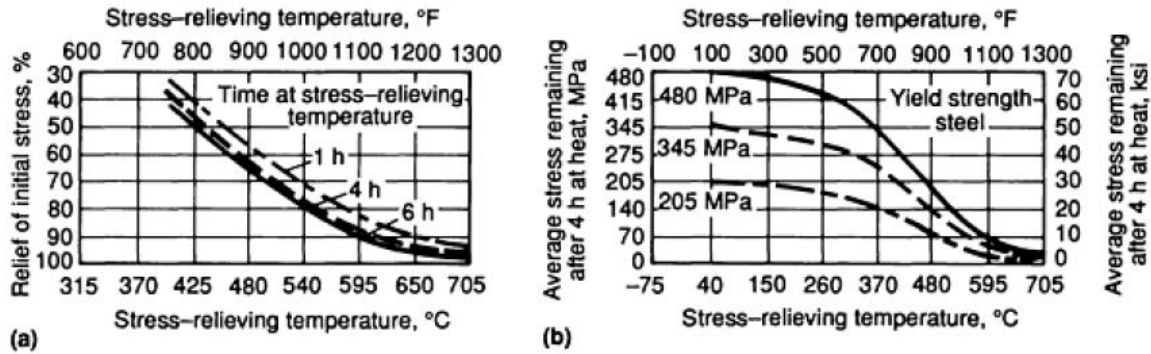 Stress–relieving temperature, °F
600 700 800 900 1000 1100 1200 1300
Relief of initial stress, %
30
40
50
60
70
80
90
100
Time at stress–relieving
temperature
1 h
4 h
6 h
315 370 425 480 540 595 650 705
Stress–relieving temperature, °C
(a)
Stress–relieving temperature, °F
–100 100 300 500 700 900 1100 1300
Average stress remaining
after 4 h at heat, MPa
480
415
345
275
205
140
70
0
480 MPa
345 MPa
205 MPa
Yield strength
steel
70
60
50
40
30
20
10
0
Average stress remaining
after 4 h at heat, ksi
–75 40 150 260 370 480 595 705
Stress–relieving temperature, °C
(b)